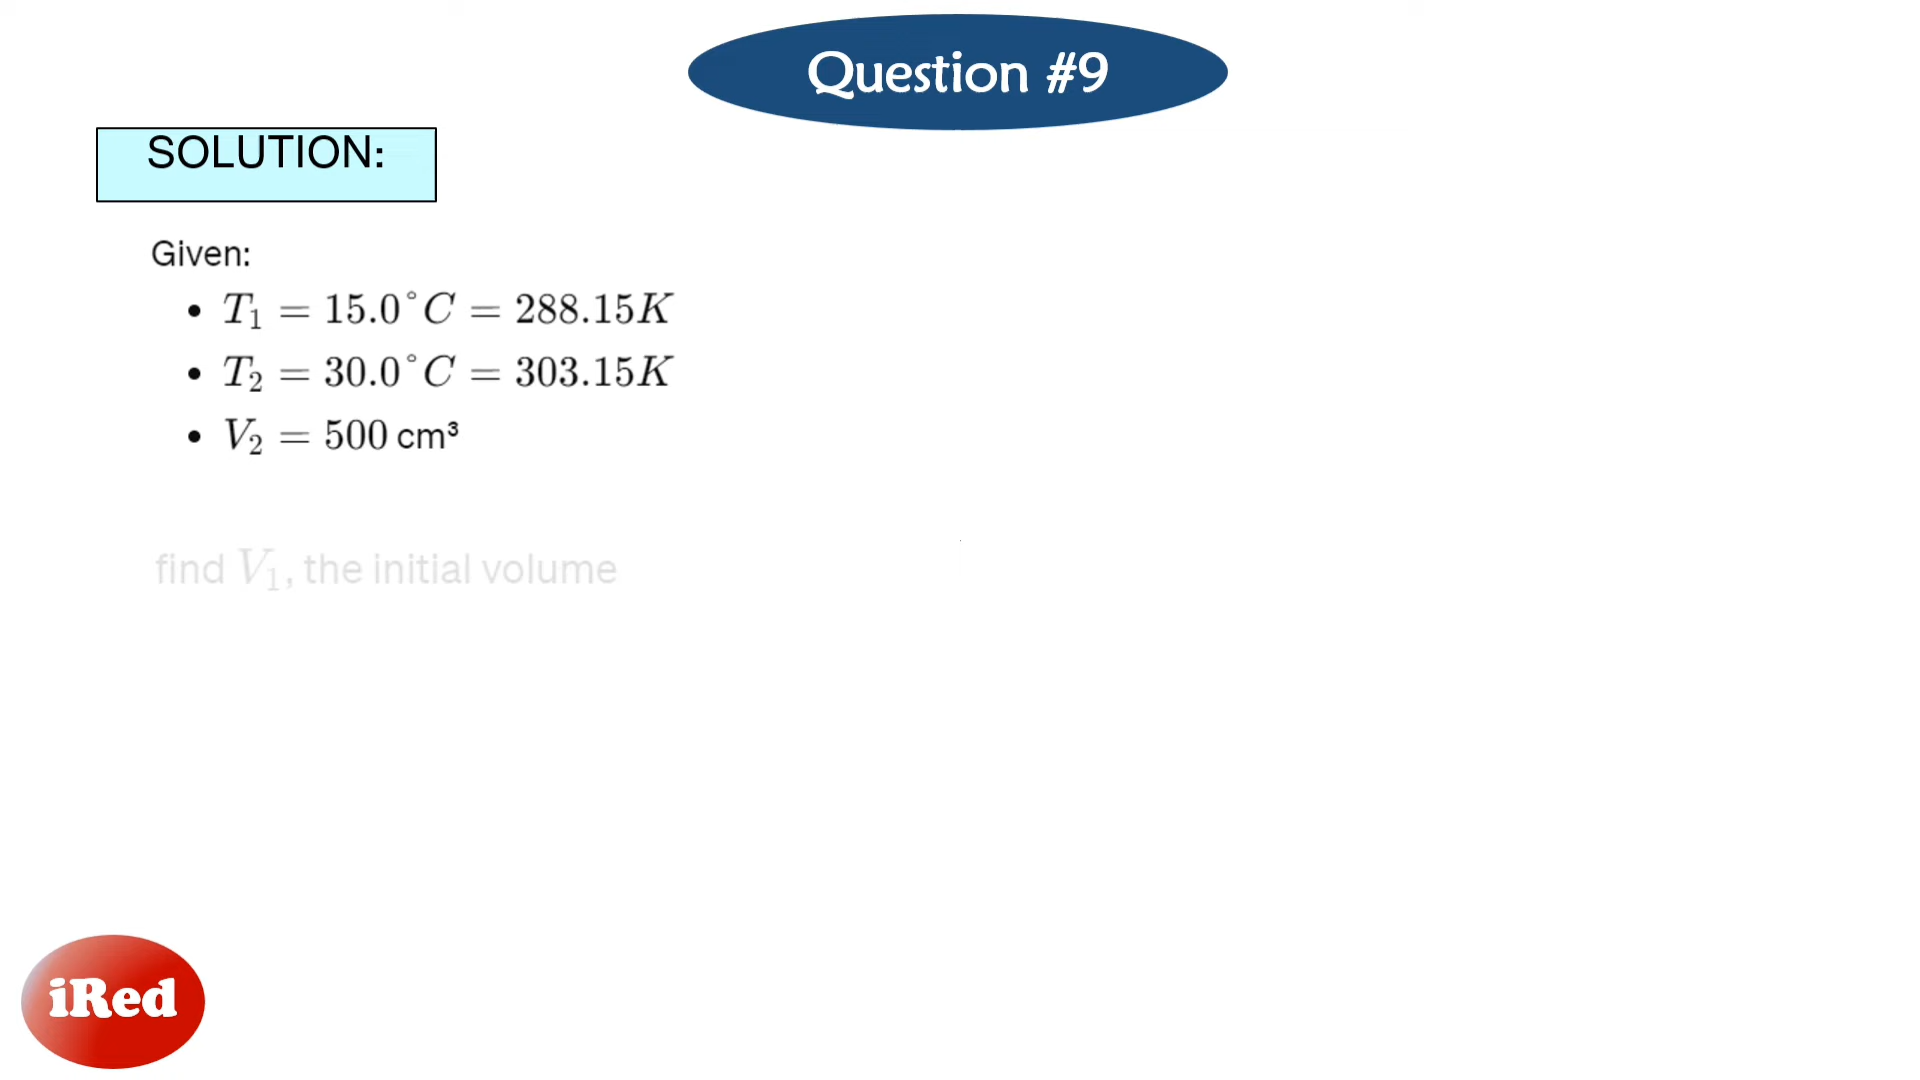 Question #9
SOLUTION:
Given:
• T₁ = 15.0°C = 288.15K
• T₂ = 30.0°C = 303.15K
• V₂ = 500 cm³
find V₁, the initial volume
iRed